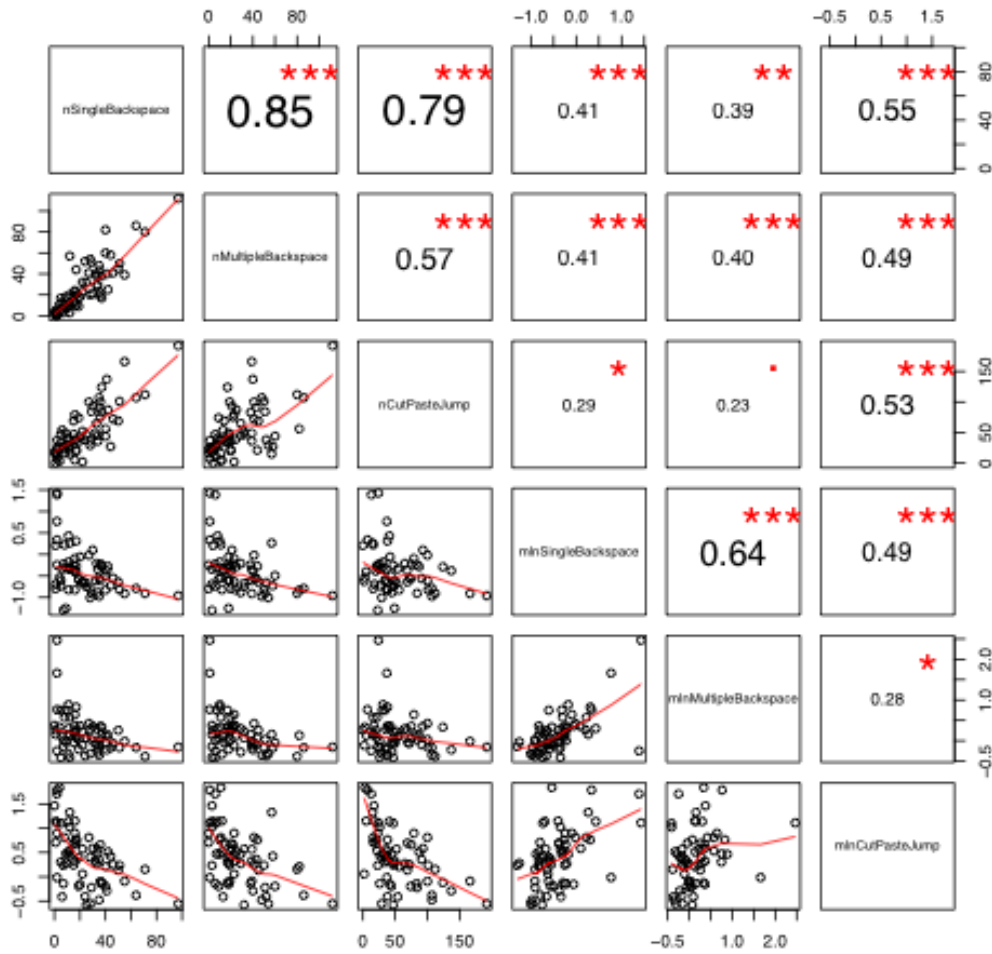 0 40 80 −1.0 0.0 1.0 −0.5 0.5 1.5
nSingleBackspace 0.85 *** 0.79 *** 0.41 *** 0.39 ** 0.55 *** 0 40 80
0 40 80 nMultipleBackspace 0.57 *** 0.41 *** 0.40 *** 0.49 ***
nCutPasteJump 0.29 * 0.23 . 0.53 *** 0 50 150
−1.0 0.5 1.5 mlnSingleBackspace 0.64 *** 0.49 ***
mlnMultipleBackspace 0.28 * −0.5 1.0 2.0
−0.5 0.5 1.5 mlnCutPasteJump
0 40 80 0 50 150 −0.5 1.0 2.0